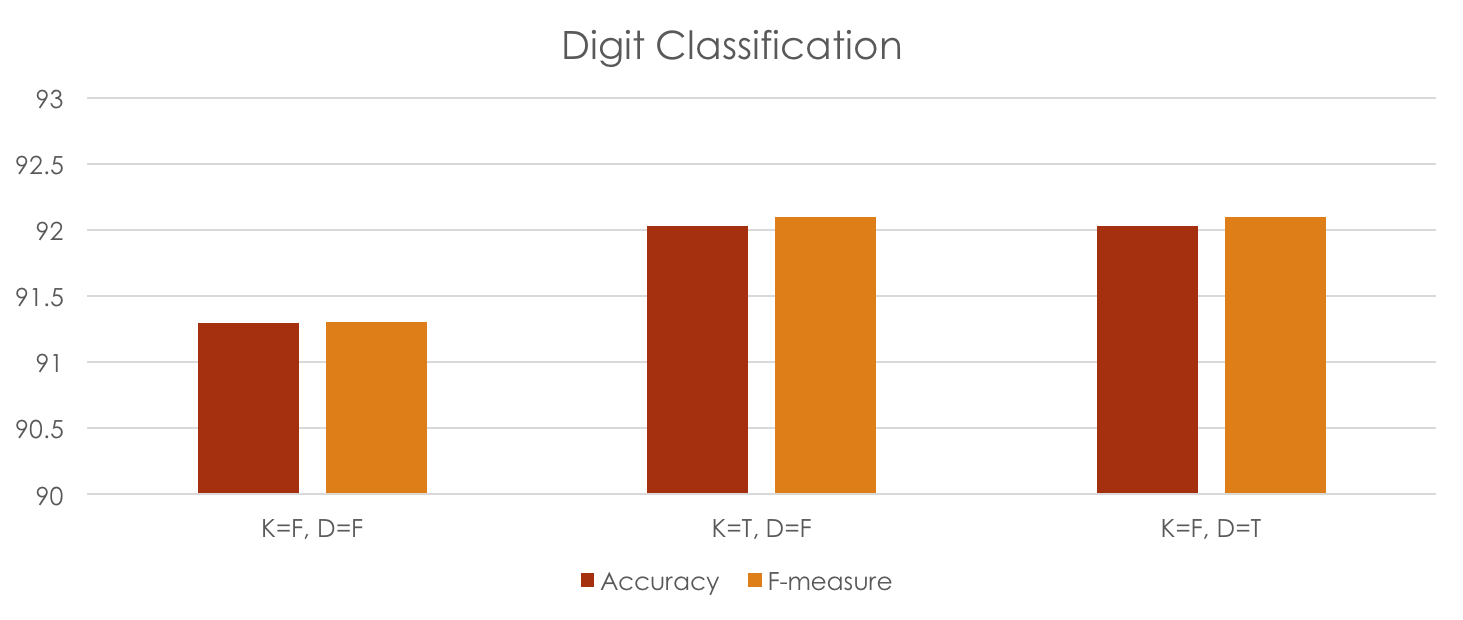 Digit Classification
93
92.5
92
91.5
91
90.5
90
K=F, D=F
K=T, D=F
K=F, D=T
Accuracy
F-measure